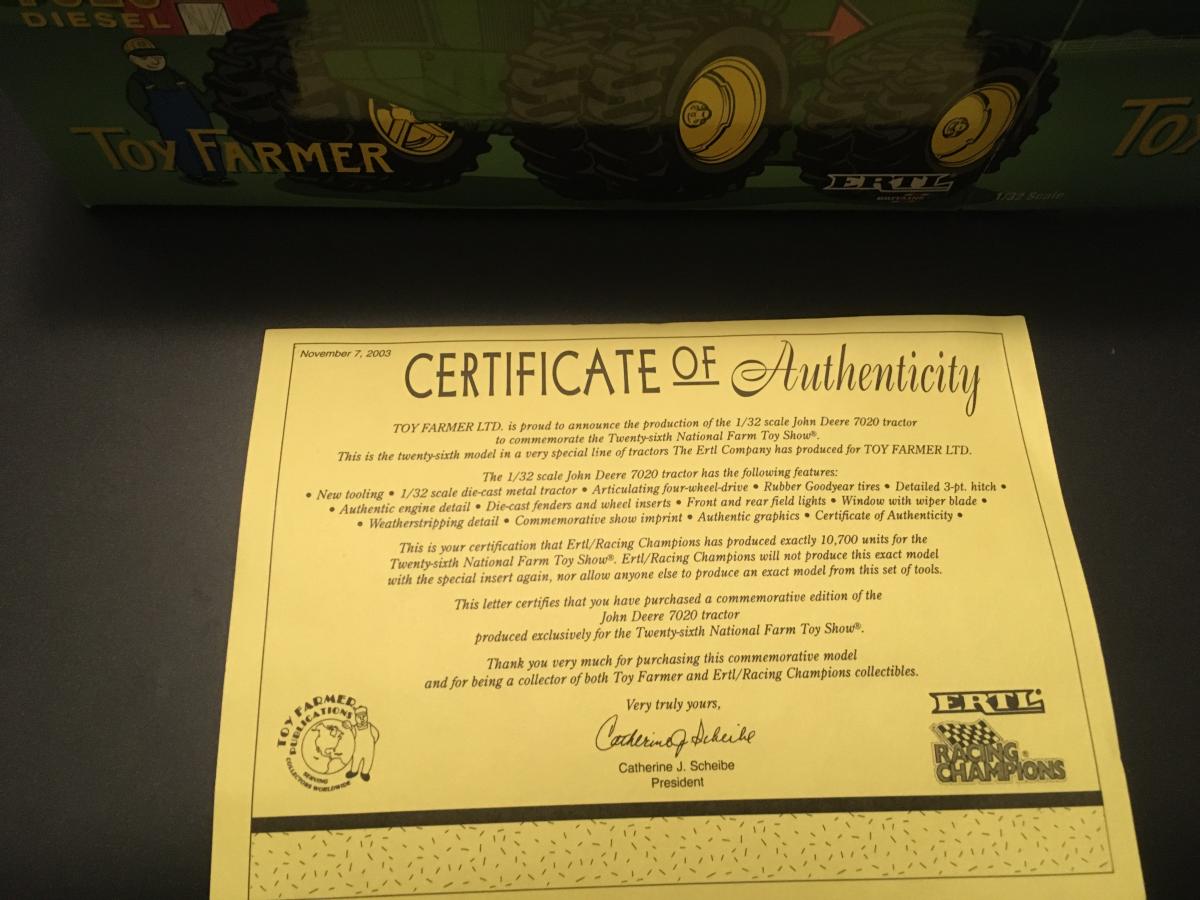 DIESEL
TOY FARMER
ERTL
1/32 Scale
November 7, 2003
CERTIFICATE OF Authenticity
TOY FARMER LTD. is proud to announce the production of the 1/32 scale John Deere 7020 tractor
to commemorate the Twenty-sixth National Farm Toy Show®.
This is the twenty-sixth model in a very special line of tractors The Ertl Company has produced for TOY FARMER LTD.
The 1/32 scale John Deere 7020 tractor has the following features:
• New tooling • 1/32 scale die-cast metal tractor • Articulating four-wheel-drive • Rubber Goodyear tires • Detailed 3-pt. hitch •
• Authentic engine detail • Die-cast fenders and wheel inserts • Front and rear field lights • Window with wiper blade •
• Weatherstripping detail • Commemorative show imprint • Authentic graphics • Certificate of Authenticity •
This is your certification that Ertl/Racing Champions has produced exactly 10,700 units for the
Twenty-sixth National Farm Toy Show®. Ertl/Racing Champions will not produce this exact model
with the special insert again, nor allow anyone else to produce an exact model from this set of tools.
This letter certifies that you have purchased a commemorative edition of the
John Deere 7020 tractor
produced exclusively for the Twenty-sixth National Farm Toy Show®.
Thank you very much for purchasing this commemorative model
and for being a collector of both Toy Farmer and Ertl/Racing Champions collectibles.
Very truly yours,
Catherine J Scheibe
Catherine J. Scheibe
President
TOY FARMER
PUBLICATIONS
SERVING
COLLECTORS WORLDWIDE
ERTL
RACING
CHAMPIONS